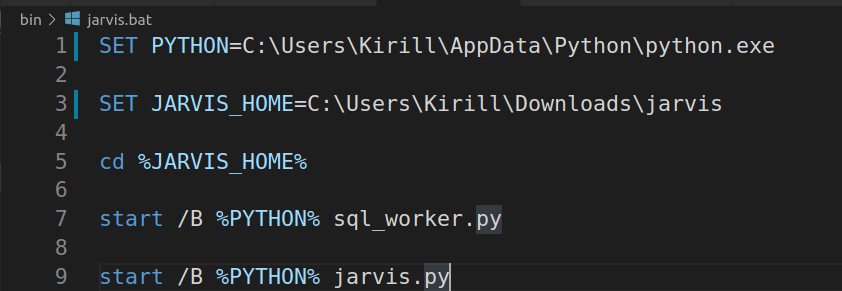 bin > jarvis.bat
1 SET PYTHON=C:\Users\Kirill\AppData\Python\python.exe
2
3 SET JARVIS_HOME=C:\Users\Kirill\Downloads\jarvis
4
5 cd %JARVIS_HOME%
6
7 start /B %PYTHON% sql_worker.py
8
9 start /B %PYTHON% jarvis.py